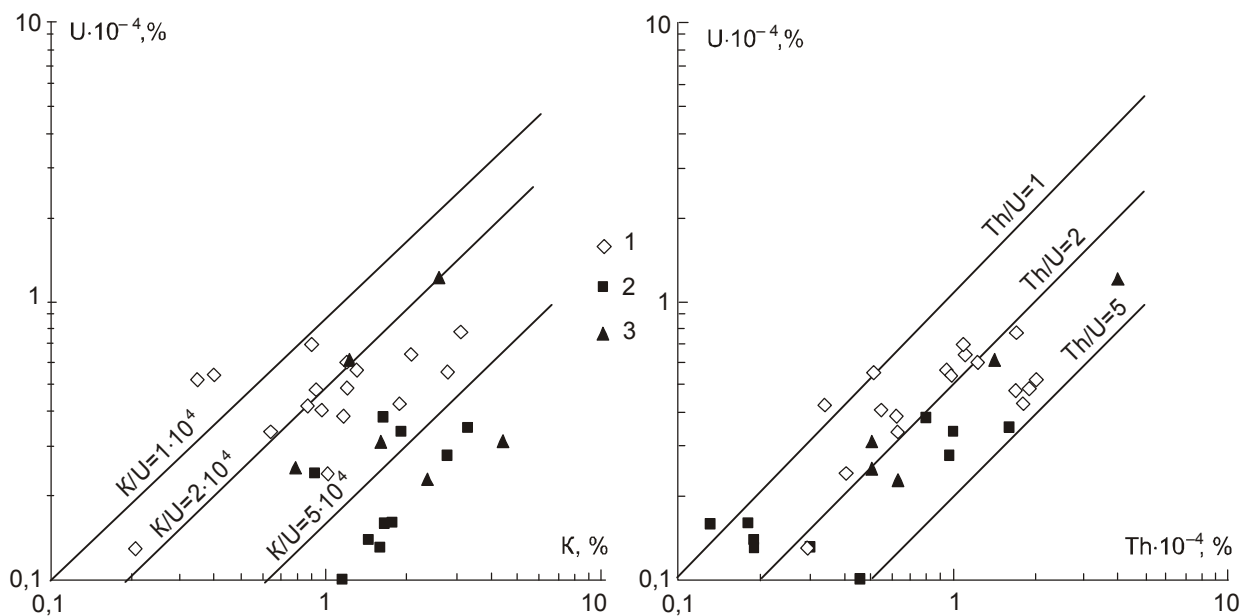 10
U·10⁻⁴,%
1
0,1
0,1
1
10
К, %
K/U=1·10⁴
K/U=2·10⁴
K/U=5·10⁴
1
2
3
10
U·10⁻⁴,%
1
0,1
0,1
1
10
Th·10⁻⁴, %
Th/U=1
Th/U=2
Th/U=5